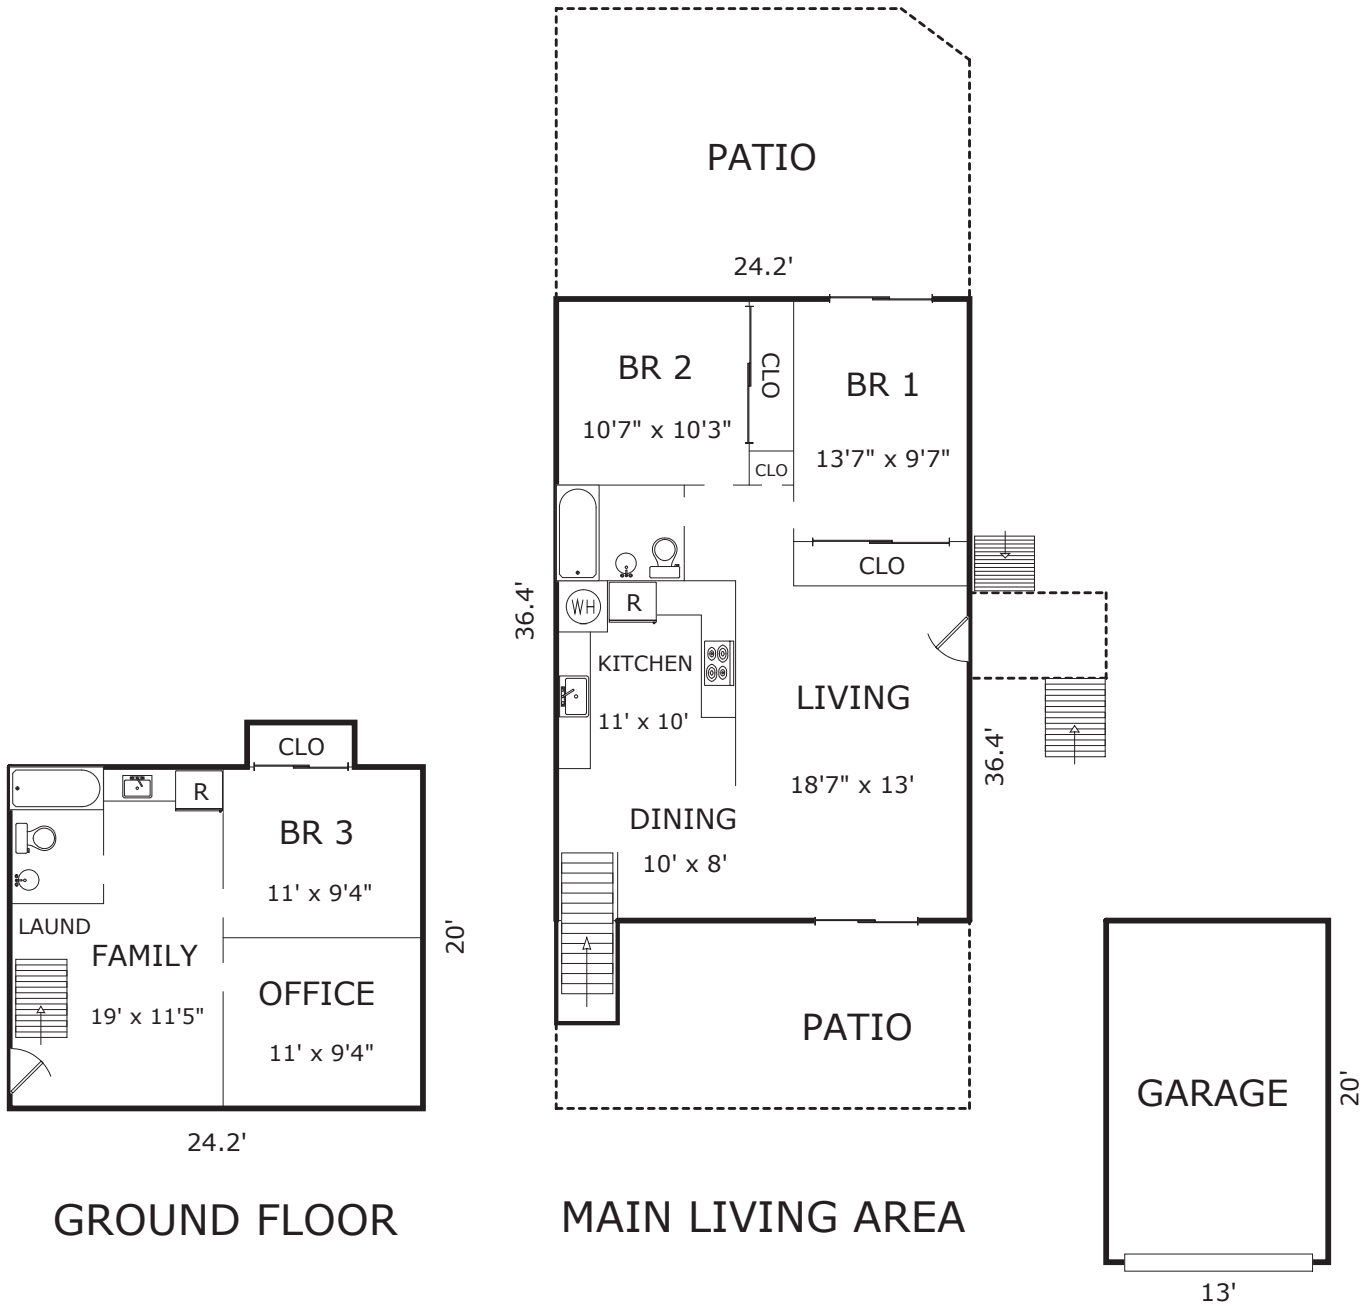 PATIO
24.2'
BR 2
10'7" x 10'3"
CLO
CLO
BR 1
13'7" x 9'7"
CLO
36.4'
WH
R
KITCHEN
11' x 10'
LIVING
18'7" x 13'
36.4'
DINING
10' x 8'
PATIO
MAIN LIVING AREA
CLO
R
BR 3
11' x 9'4"
LAUND
FAMILY
19' x 11'5"
OFFICE
11' x 9'4"
20'
24.2'
GROUND FLOOR
GARAGE
20'
13'